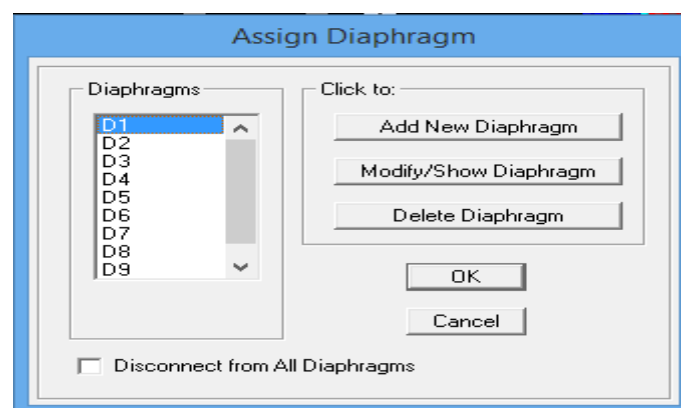 Assign Diaphragm
Diaphragms
D1
D2
D3
D4
D5
D6
D7
D8
D9
Click to:
Add New Diaphragm
Modify/Show Diaphragm
Delete Diaphragm
OK
Cancel
Disconnect from All Diaphragms